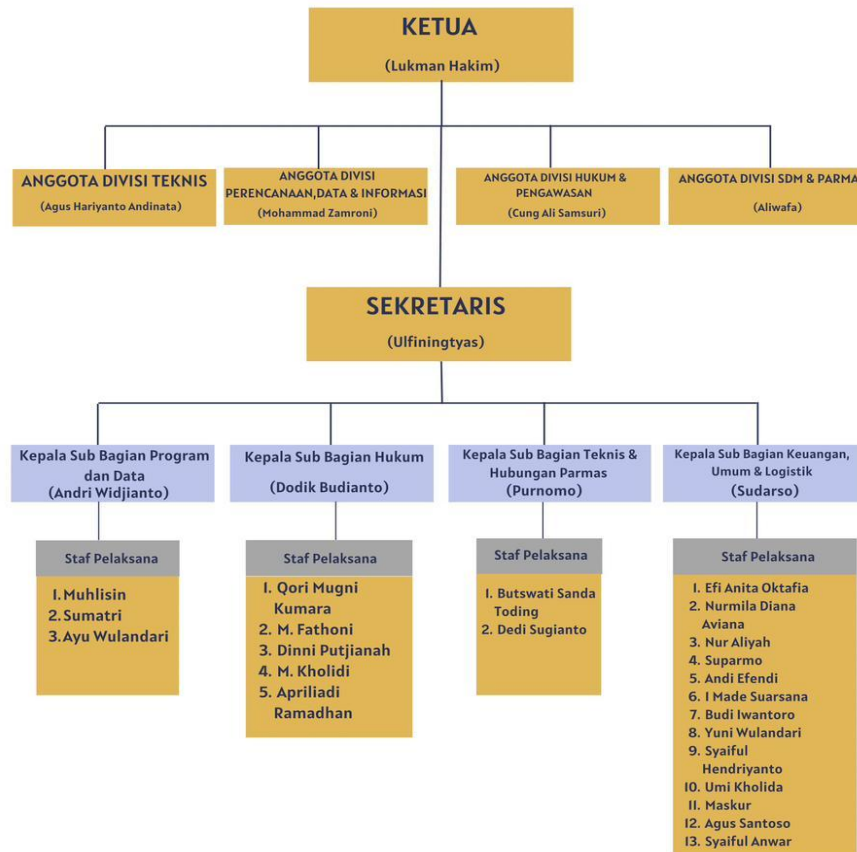 KETUA
(Lukman Hakim)
ANGGOTA DIVISI TEKNIS
(Agus Hariyanto Andinata)
ANGGOTA DIVISI
PERENCANAAN,DATA & INFORMASI
(Mohammad Zamroni)
ANGGOTA DIVISI HUKUM &
PENGAWASAN
(Cung Ali Samsuri)
ANGGOTA DIVISI SDM & PARMA
(Aliwafa)
SEKRETARIS
(Ulfiningtyas)
Kepala Sub Bagian Program
dan Data
(Andri Widjianto)
Kepala Sub Bagian Hukum
(Dodik Budianto)
Kepala Sub Bagian Teknis &
Hubungan Parmas
(Purnomo)
Kepala Sub Bagian Keuangan,
Umum & Logistik
(Sudarso)
Staf Pelaksana
1. Muhlisin
2. Sumatri
3. Ayu Wulandari
Staf Pelaksana
1. Qori Mugni
Kumara
2. M. Fathoni
3. Dinni Putjianah
4. M. Kholidi
5. Apriliadi
Ramadhan
Staf Pelaksana
1. Butswati Sanda
Toding
2. Dedi Sugianto
Staf Pelaksana
1. Efi Anita Oktafia
2. Nurmila Diana
Aviana
3. Nur Aliyah
4. Suparmo
5. Andi Efendi
6. I Made Suarsana
7. Budi Iwantoro
8. Yuni Wulandari
9. Syaiful
Hendriyanto
10. Umi Kholida
11. Maskur
12. Agus Santoso
13. Syaiful Anwar